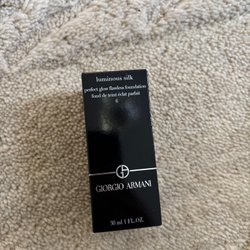 luminous silk
perfect glow flawless foundation
fond de teint éclat parfait
6
GIORGIO ARMANI
30 ml 1 FL. OZ.